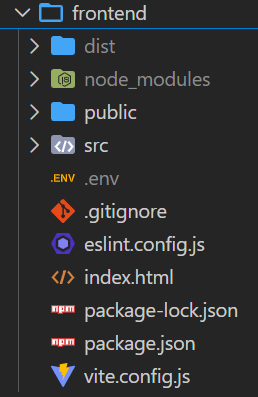 frontend
dist
node_modules
public
src
.ENV .env
.gitignore
eslint.config.js
index.html
npm package-lock.json
npm package.json
vite.config.js